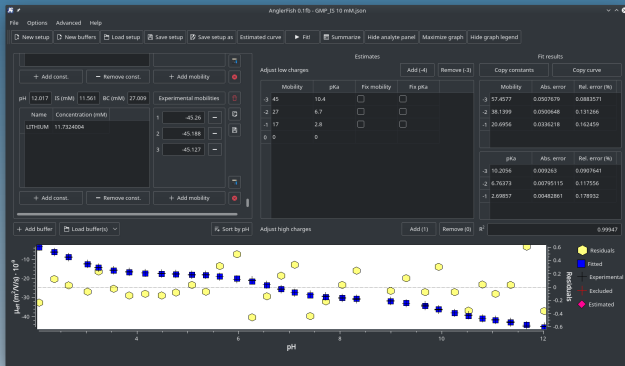 AnglerFish 0.1fb - GMP_IS 10 mM.json
File Options Advanced Help
New setup New buffers Load setup Save setup Save setup as Estimated curve Fit! Summarize Hide analyte panel Maximize graph Hide graph legend
+ Add const. − Remove const. + Add mobility
pH 12.017 IS (mM) 11.561 BC (mM) 27.009 Experimental mobilities
Name Concentration (mM)
LITHIUM 11.7324004
1 -45.26 −
2 -45.188 −
3 -45.127 −
+ Add const. − Remove const. + Add mobility
+ Add buffer Load buffer(s) Sort by pH
Estimates
Adjust low charges Add (-4) Remove (-3)
Mobility pKa Fix mobility Fix pKa
-3 45 10.4
-2 27 6.7
-1 17 2.8
0 0 0
Adjust high charges Add (1) Remove (0)
Fit results
Copy constants Copy curve
Mobility Abs. error Rel. error (%)
-3 57.4577 0.0507679 0.0883571
-2 38.1399 0.0500648 0.131266
-1 20.6956 0.0336218 0.162459
pKa Abs. error Rel. error (%)
-3 10.2056 0.009263 0.0907641
-2 6.76373 0.00795115 0.117556
-1 2.69857 0.00482861 0.178932
R² 0.99947
μeff (m²/V/s) ·10⁻⁹
-10
-20
-30
-40
4 6 8 10 12
pH
0.6
0.4
0.2
0
-0.2
-0.4
-0.6
Residuals
Residuals
Fitted
Experimental
Excluded
Estimated